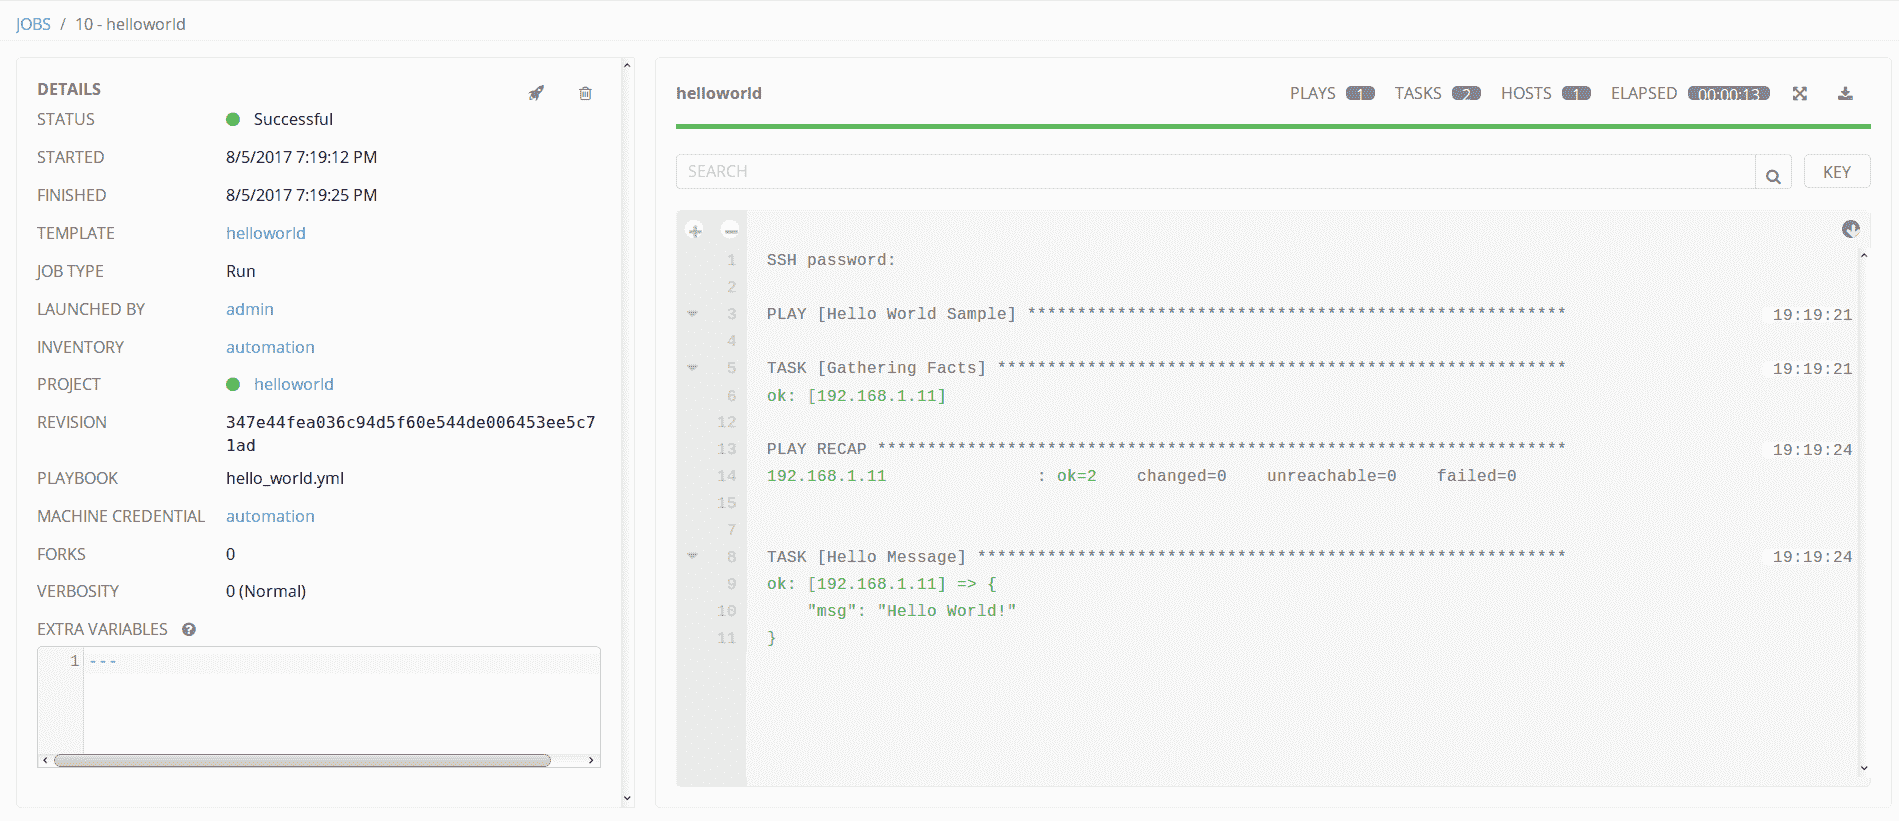 JOBS / 10 - helloworld
DETAILS
STATUS Successful
STARTED 8/5/2017 7:19:12 PM
FINISHED 8/5/2017 7:19:25 PM
TEMPLATE helloworld
JOB TYPE Run
LAUNCHED BY admin
INVENTORY automation
PROJECT helloworld
REVISION 347e44fea036c94d5f60e544de006453ee5c7
1ad
PLAYBOOK hello_world.yml
MACHINE CREDENTIAL automation
FORKS 0
VERBOSITY 0 (Normal)
EXTRA VARIABLES ?
1 ---
helloworld PLAYS 1 TASKS 2 HOSTS 1 ELAPSED 00:00:13
SEARCH KEY
1 SSH password:
2
3 PLAY [Hello World Sample] ****************************************************** 19:19:21
4
5 TASK [Gathering Facts] ********************************************************* 19:19:21
6 ok: [192.168.1.11]
12
13 PLAY RECAP ********************************************************************* 19:19:24
14 192.168.1.11 : ok=2 changed=0 unreachable=0 failed=0
15
7
8 TASK [Hello Message] *********************************************************** 19:19:24
9 ok: [192.168.1.11] => {
10 "msg": "Hello World!"
11 }